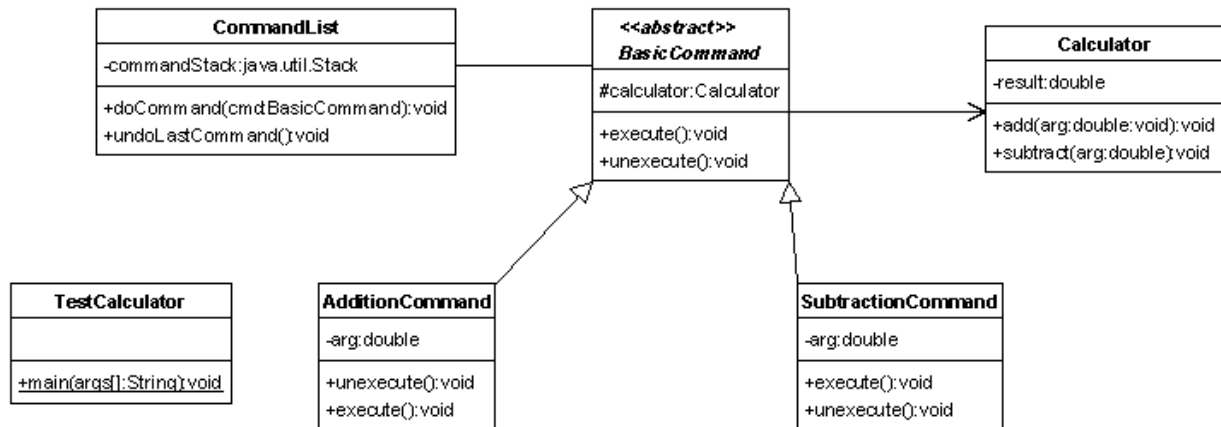 CommandList
-commandStack:java.util.Stack
+doCommand(cmd:BasicCommand):void
+undoLastCommand():void
<<abstract>>
BasicCommand
#calculator:Calculator
+execute():void
+unexecute():void
Calculator
-result:double
+add(arg:double:void):void
+subtract(arg:double):void
TestCalculator
+main(args[]:String):void
AdditionCommand
-arg:double
+unexecute():void
+execute():void
SubtractionCommand
-arg:double
+execute():void
+unexecute():void